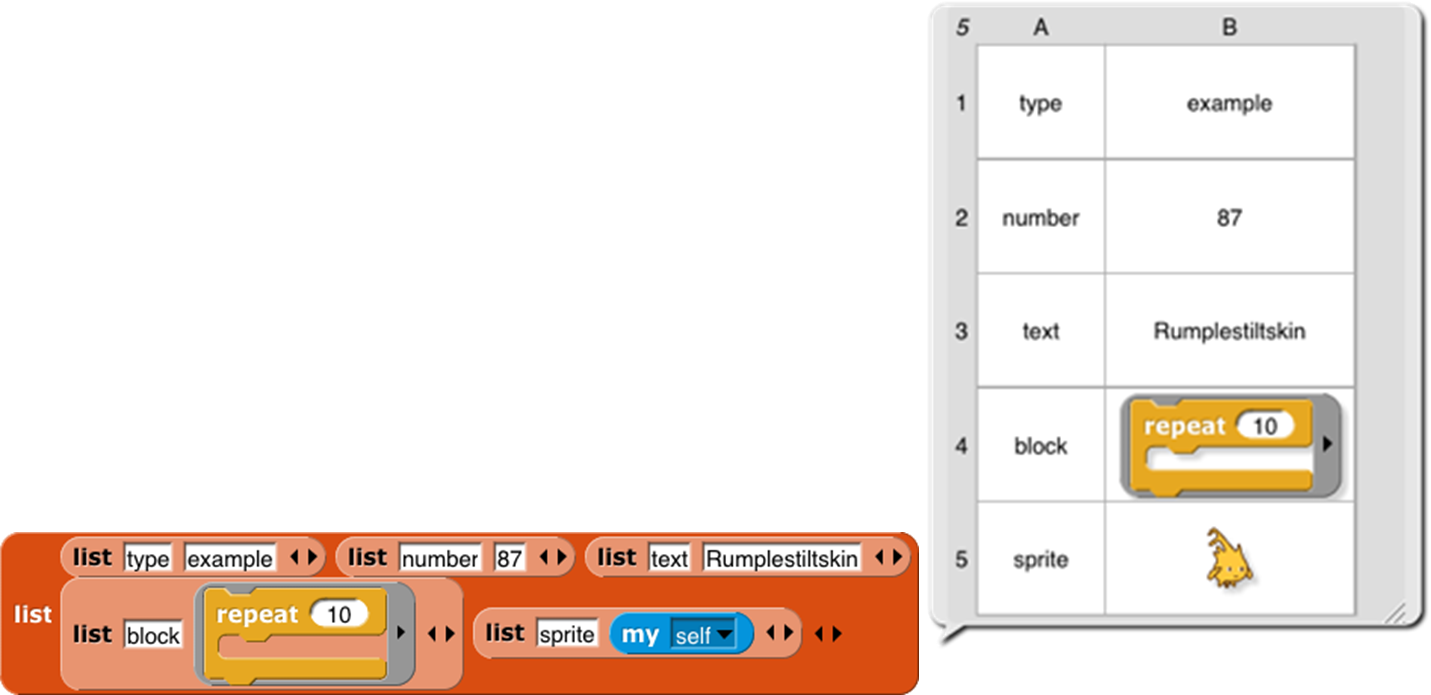 5 A B
1 type example
2 number 87
3 text Rumplestiltskin
4 block repeat 10
5 sprite
list type example list number 87 list text Rumplestiltskin
list
list block repeat 10 list sprite my self